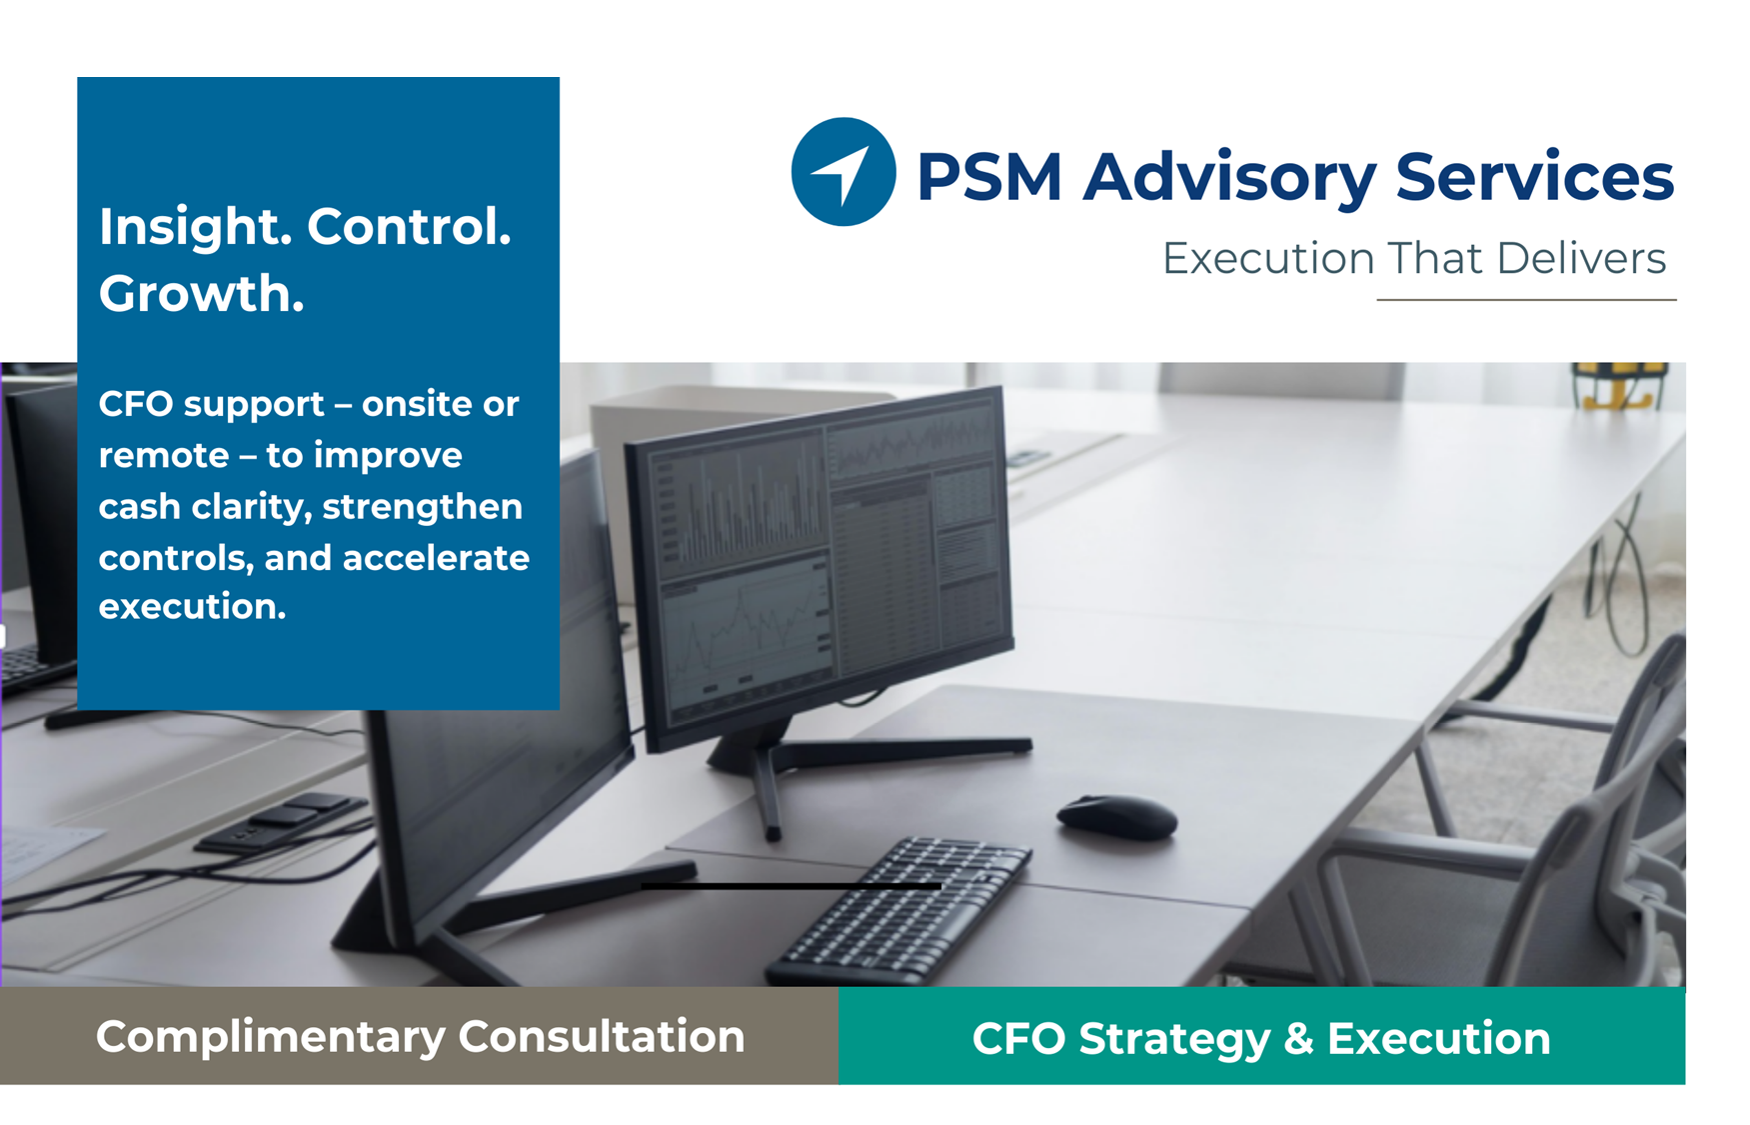 Insight. Control.
Growth.
CFO support – onsite or
remote – to improve
cash clarity, strengthen
controls, and accelerate
execution.
PSM Advisory Services
Execution That Delivers
Complimentary Consultation
CFO Strategy & Execution